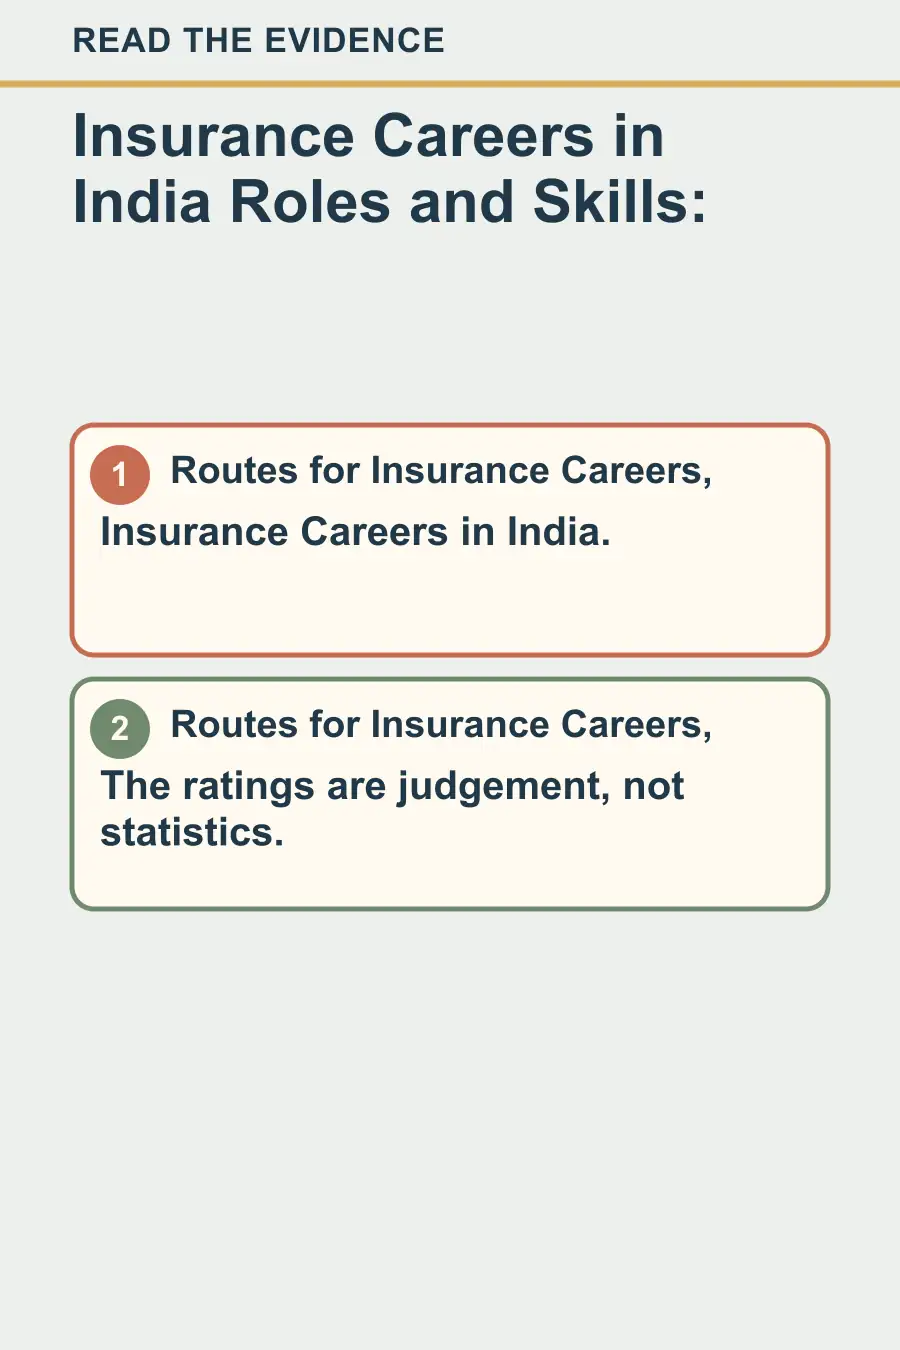 READ THE EVIDENCE
Insurance Careers in
India Roles and Skills:
1 Routes for Insurance Careers,
Insurance Careers in India.
2 Routes for Insurance Careers,
The ratings are judgement, not
statistics.